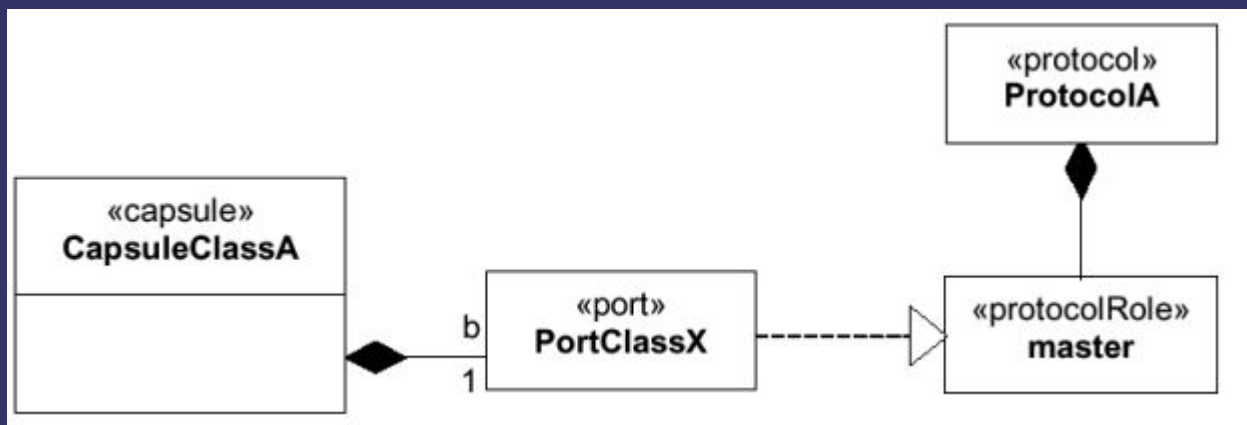 «protocol»
ProtocolA
«capsule»
CapsuleClassA
b
1
«port»
PortClassX
«protocolRole»
master